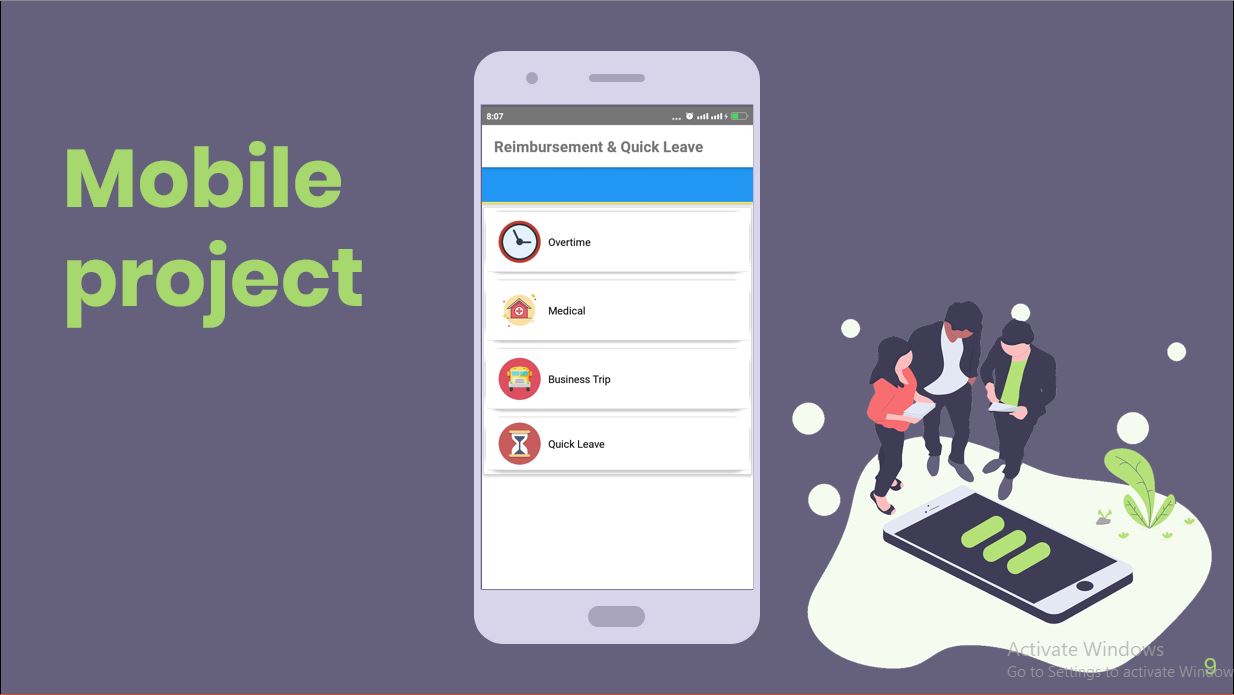 Mobile
project
8:07
Reimbursement & Quick Leave
Overtime
Medical
Business Trip
Quick Leave
Activate Windows
Go to Settings to activate Window
9